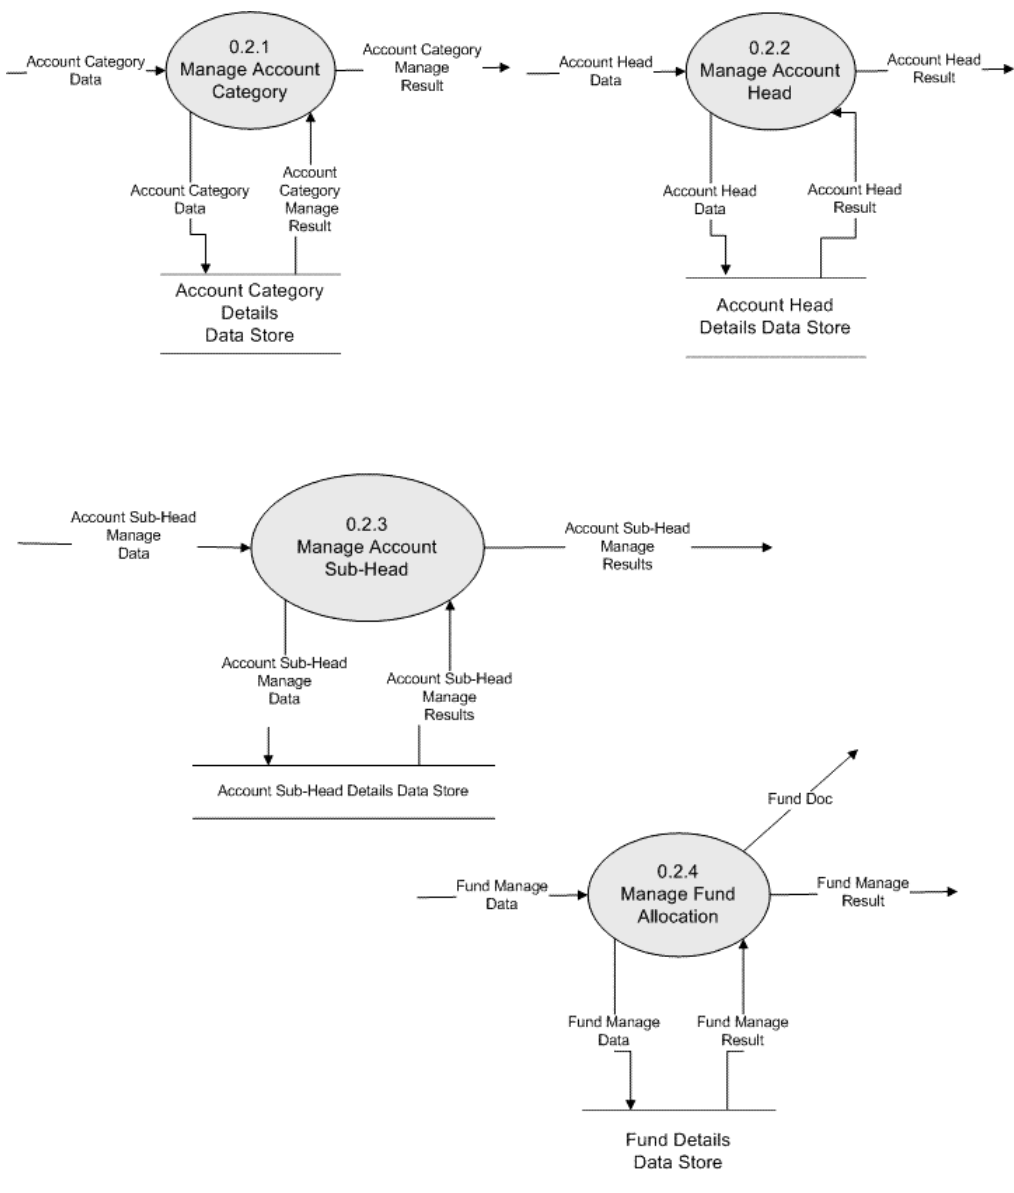 Account Category
Data
0.2.1
Manage Account
Category
Account Category
Manage
Result
Account Category
Data
Account
Category
Manage
Result
Account Category
Details
Data Store
Account Head
Data
0.2.2
Manage Account
Head
Account Head
Result
Account Head
Data
Account Head
Result
Account Head
Details Data Store
Account Sub-Head
Manage
Data
0.2.3
Manage Account
Sub-Head
Account Sub-Head
Manage
Results
Account Sub-Head
Manage
Data
Account Sub-Head
Manage
Results
Account Sub-Head Details Data Store
Fund Doc
Fund Manage
Data
0.2.4
Manage Fund
Allocation
Fund Manage
Result
Fund Manage
Data
Fund Manage
Result
Fund Details
Data Store